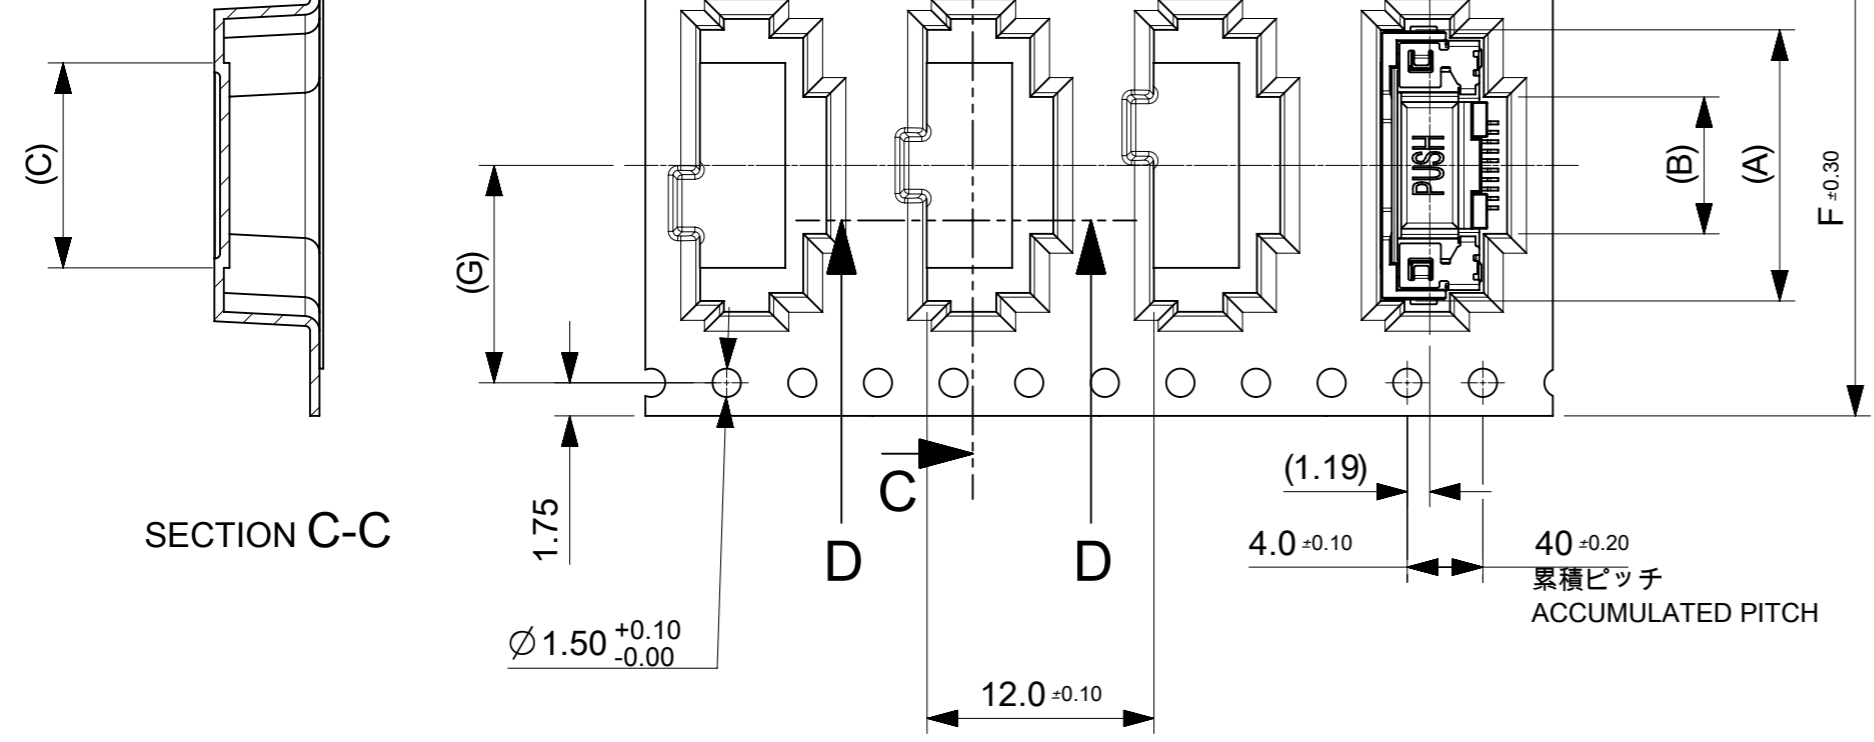 (C)
(G)
PUSH
(B)
(A)
F ±0.30
SECTION C-C
1.75
C
D
D
(1.19)
4.0 ±0.10
40 ±0.20
累積ピッチ
ACCUMULATED PITCH
∅1.50 +0.10
-0.00
12.0 ±0.10